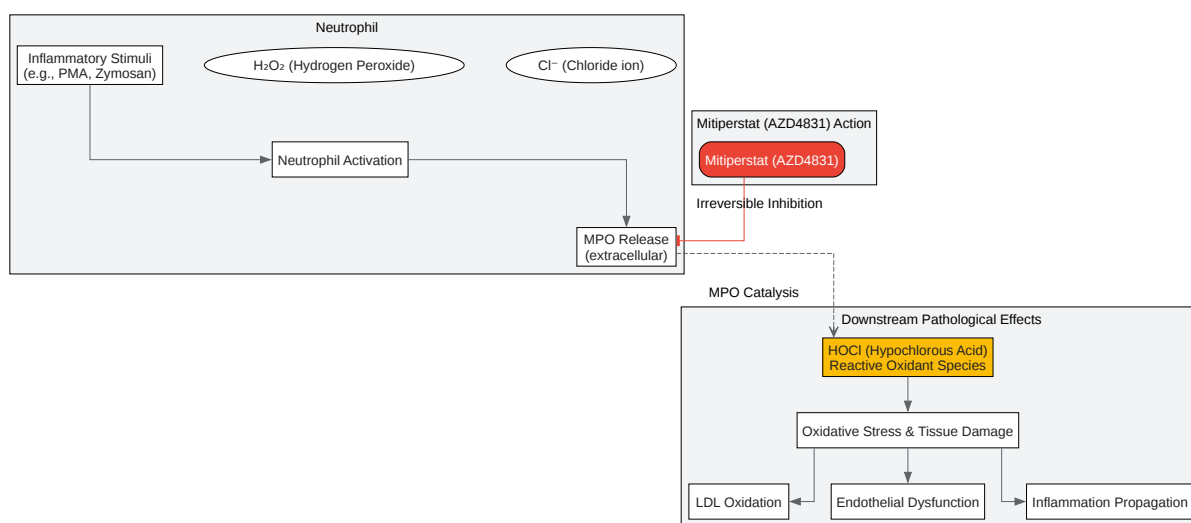 Neutrophil
Inflammatory Stimuli
(e.g., PMA, Zymosan)
H₂O₂ (Hydrogen Peroxide)
Cl⁻ (Chloride ion)
Mitiperstat (AZD4831) Action
Mitiperstat (AZD4831)
Neutrophil Activation
Irreversible Inhibition
MPO Release
(extracellular)
MPO Catalysis
Downstream Pathological Effects
HOCl (Hypochlorous Acid)
Reactive Oxidant Species
Oxidative Stress & Tissue Damage
LDL Oxidation
Endothelial Dysfunction
Inflammation Propagation